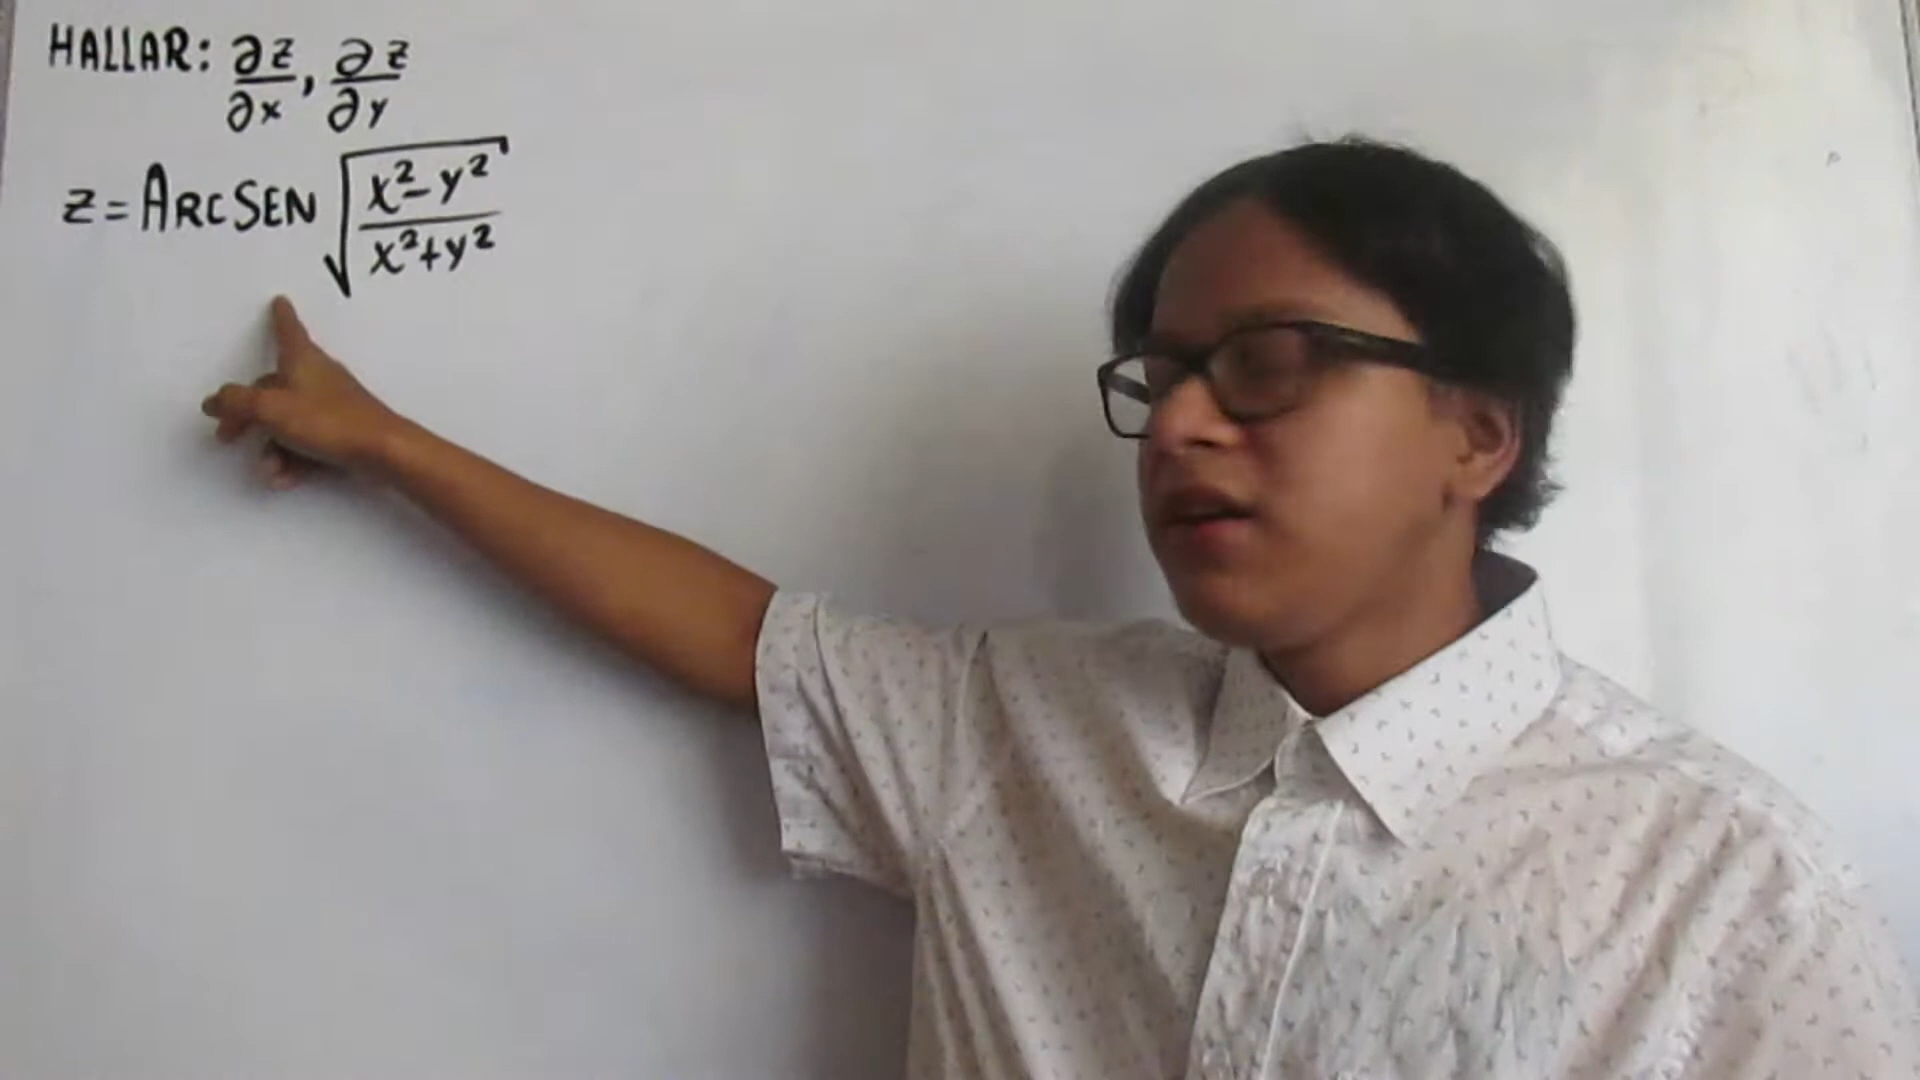 HALLAR: ∂z/∂x, ∂z/∂y
z = ARCSEN √((x²-y²)/(x²+y²))